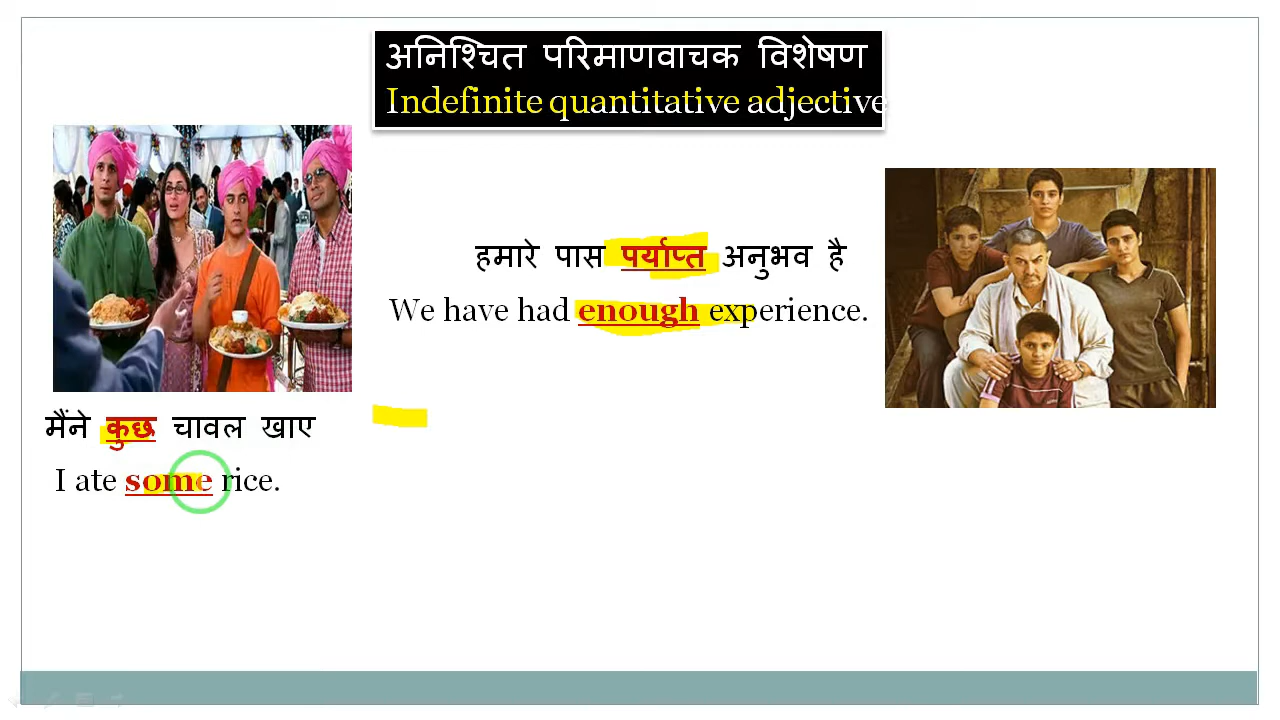 अनिश्चित परिमाणवाचक विशेषण
Indefinite quantitative adjective
हमारे पास पर्याप्त अनुभव है
We have had enough experience.
मैंने कुछ चावल खाए
I ate some rice.